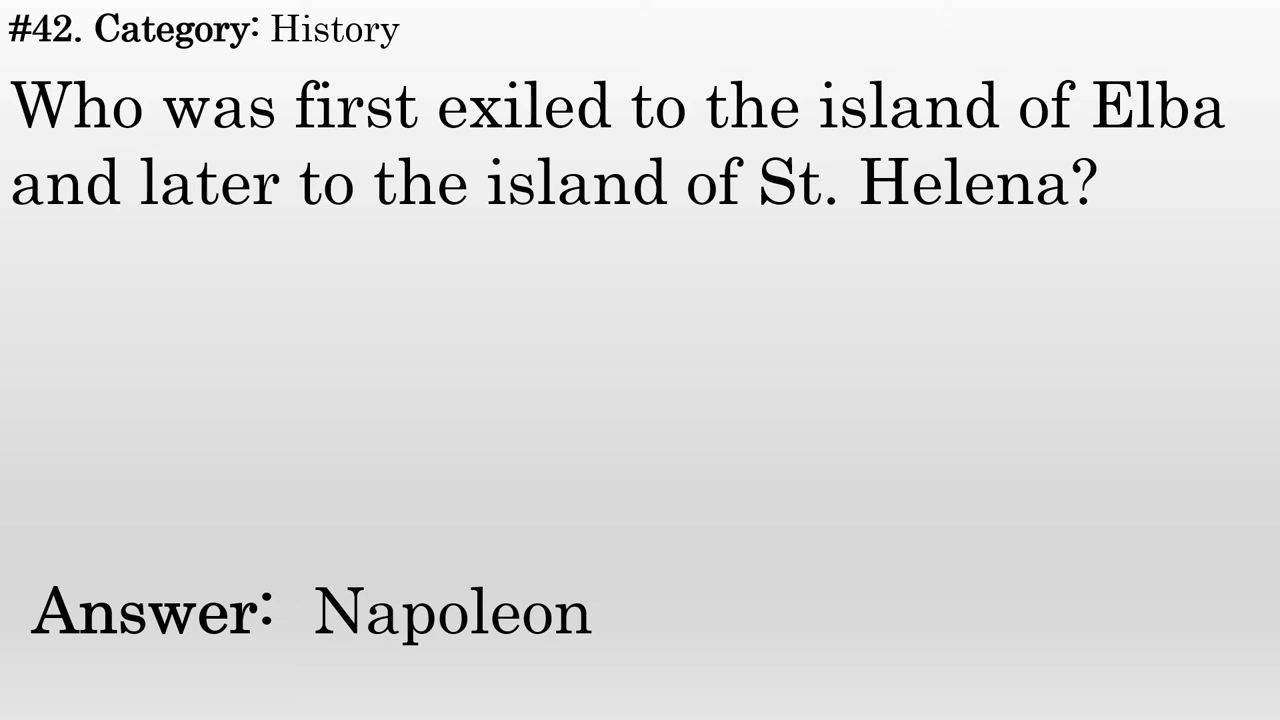 #42. Category: History
Who was first exiled to the island of Elba
and later to the island of St. Helena?
Answer: Napoleon